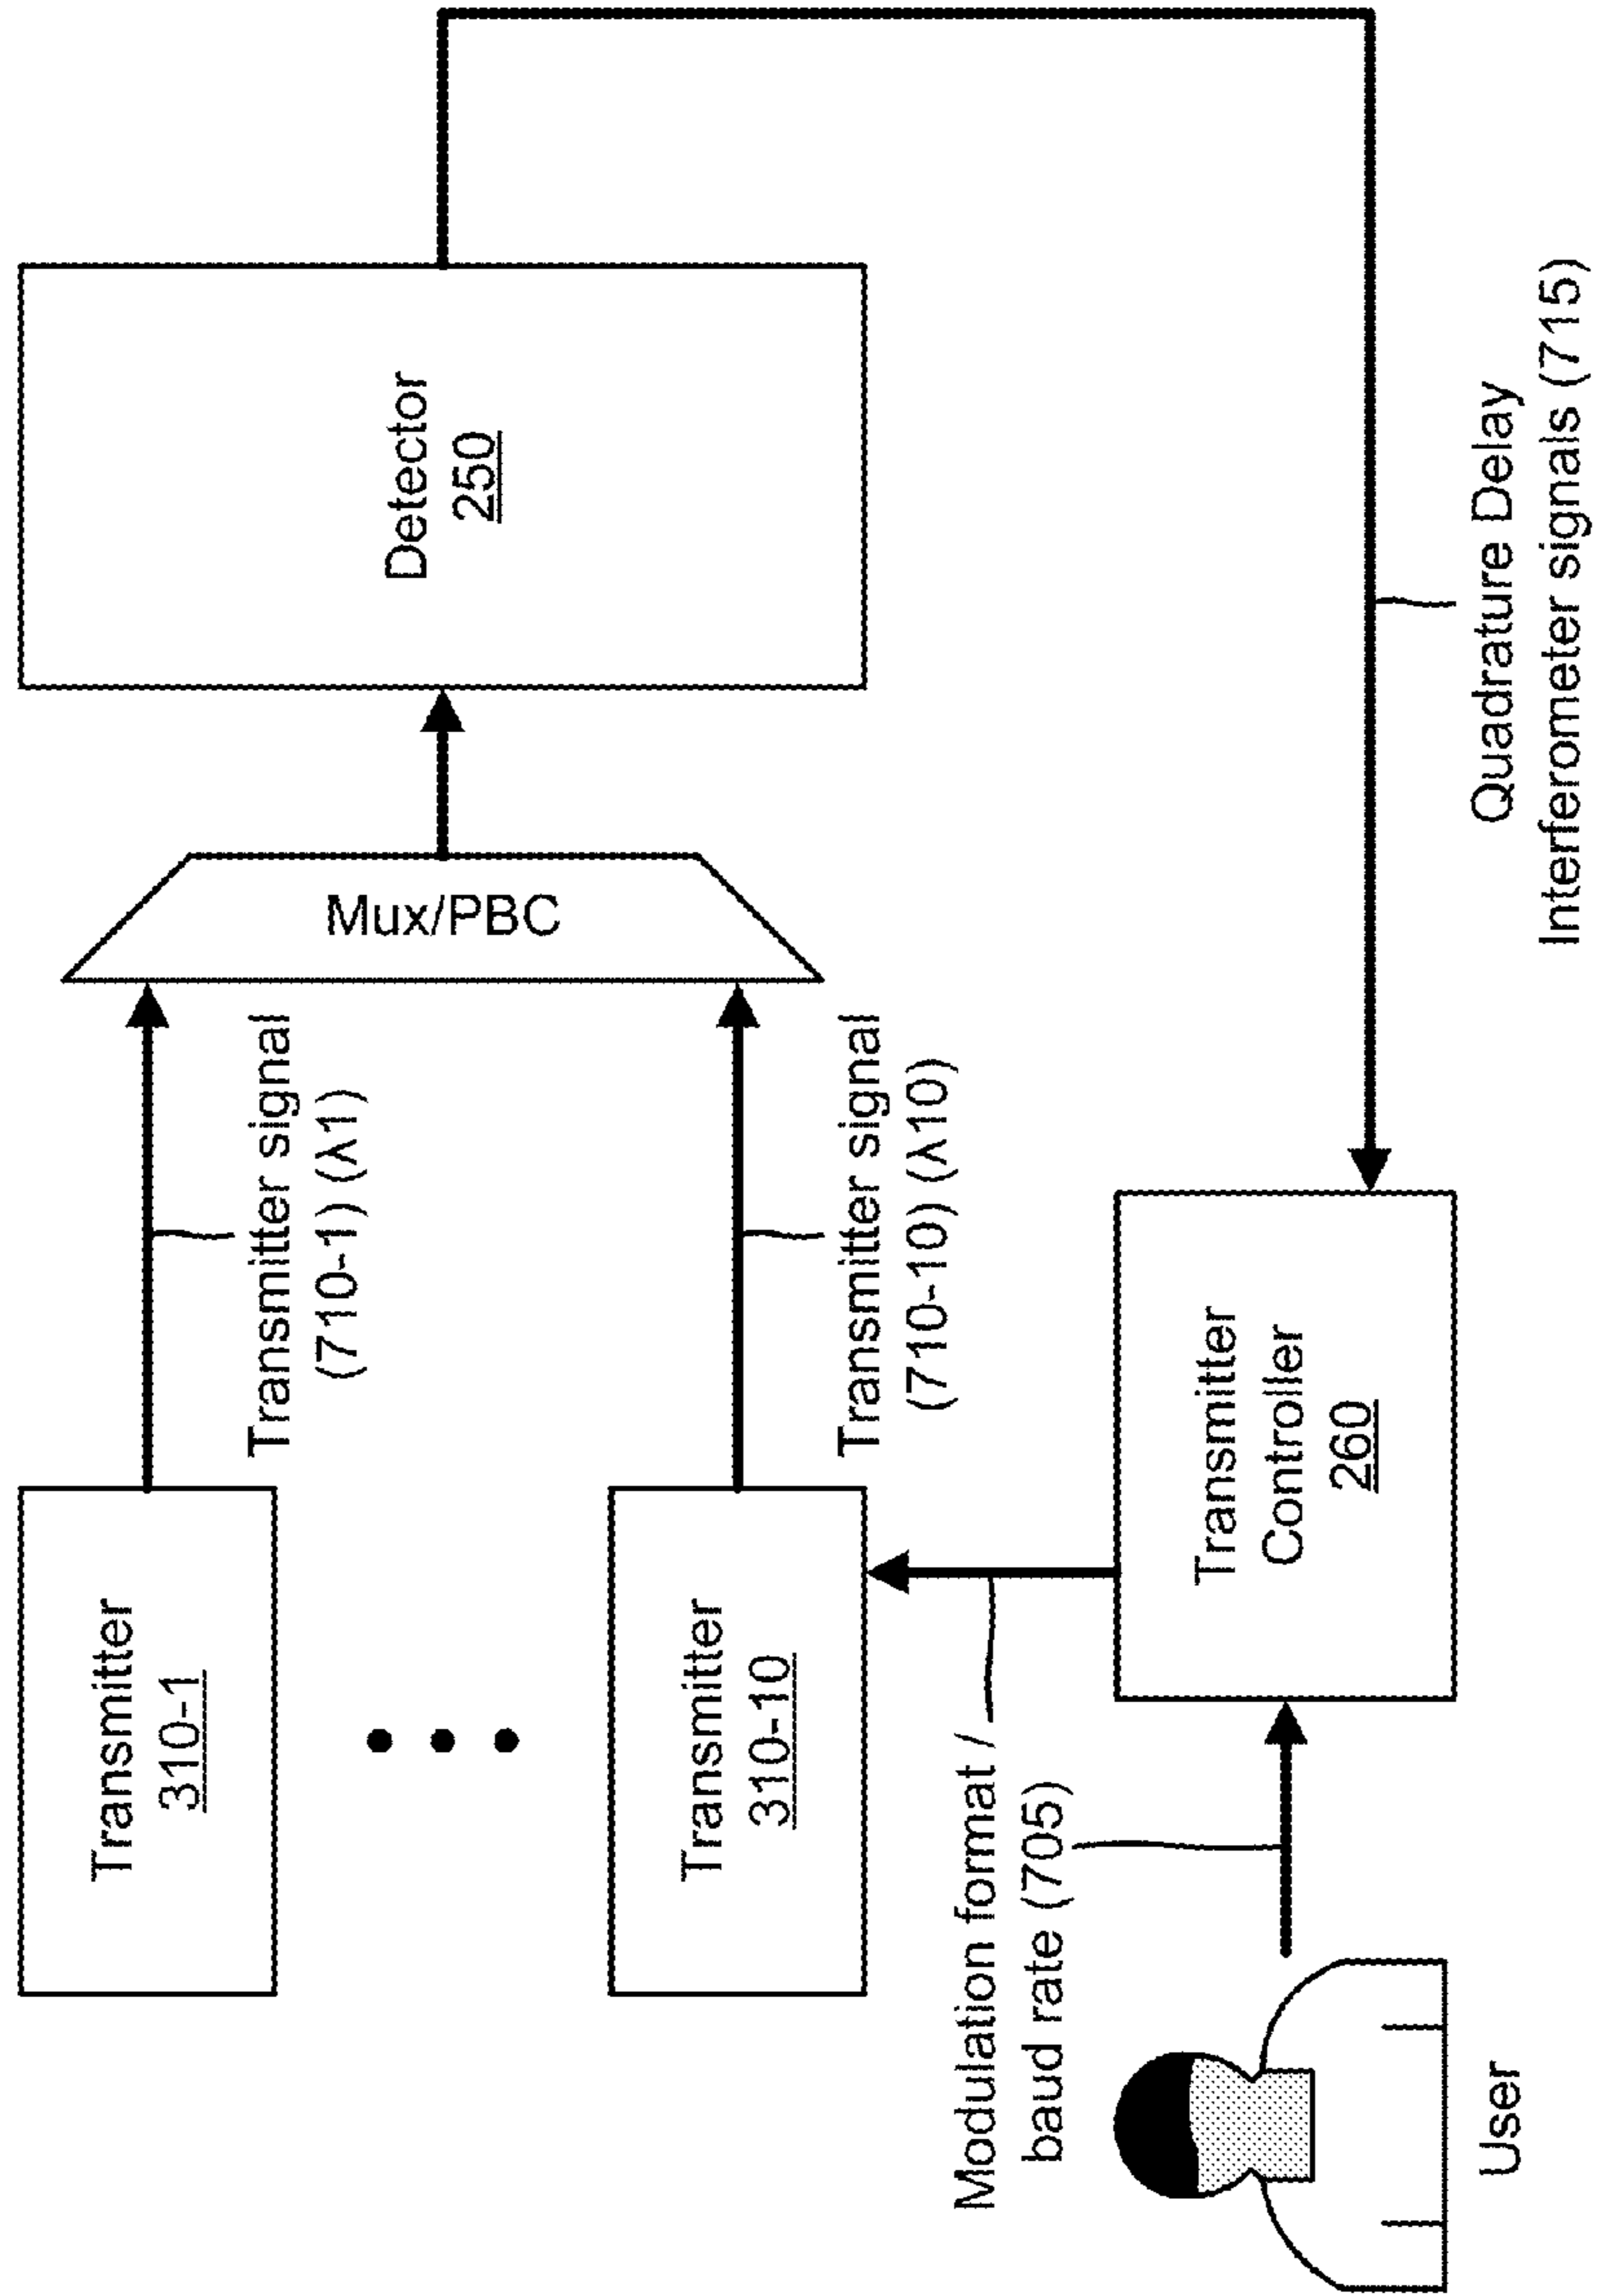 Transmitter
310-1
Transmitter signal
(710-1) (λ1)
Mux/PBC
Detector
250
Transmitter
310-10
Transmitter signal
(710-10) (λ10)
Modulation format /
baud rate (705)
Transmitter
Controller
260
User
Quadrature Delay
Interferometer signals (715)